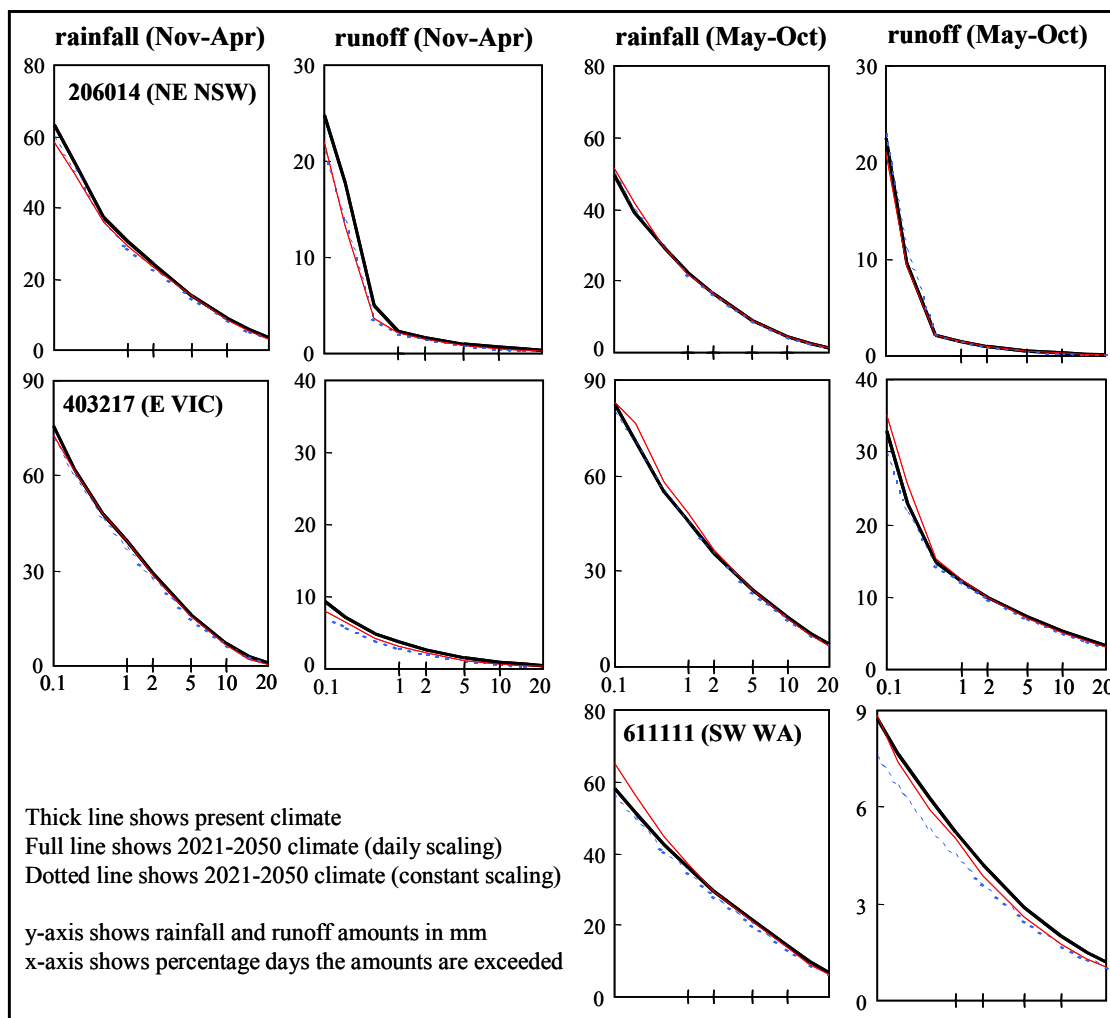 rainfall (Nov-Apr) runoff (Nov-Apr) rainfall (May-Oct) runoff (May-Oct)
80 30 80 30
206014 (NE NSW)
60 60
20 20
40 40
10 10
20 20
0 0 0 0
90 40 90 40
403217 (E VIC)
30 30
60 60
20 20
30 30
10 10
0 0 0 0
0.1 1 2 5 10 20 0.1 1 2 5 10 20 0.1 1 2 5 10 20 0.1 1 2 5 10 20
80 9
611111 (SW WA)
60 6
40
3
20
0 0
Thick line shows present climate
Full line shows 2021-2050 climate (daily scaling)
Dotted line shows 2021-2050 climate (constant scaling)
y-axis shows rainfall and runoff amounts in mm
x-axis shows percentage days the amounts are exceeded